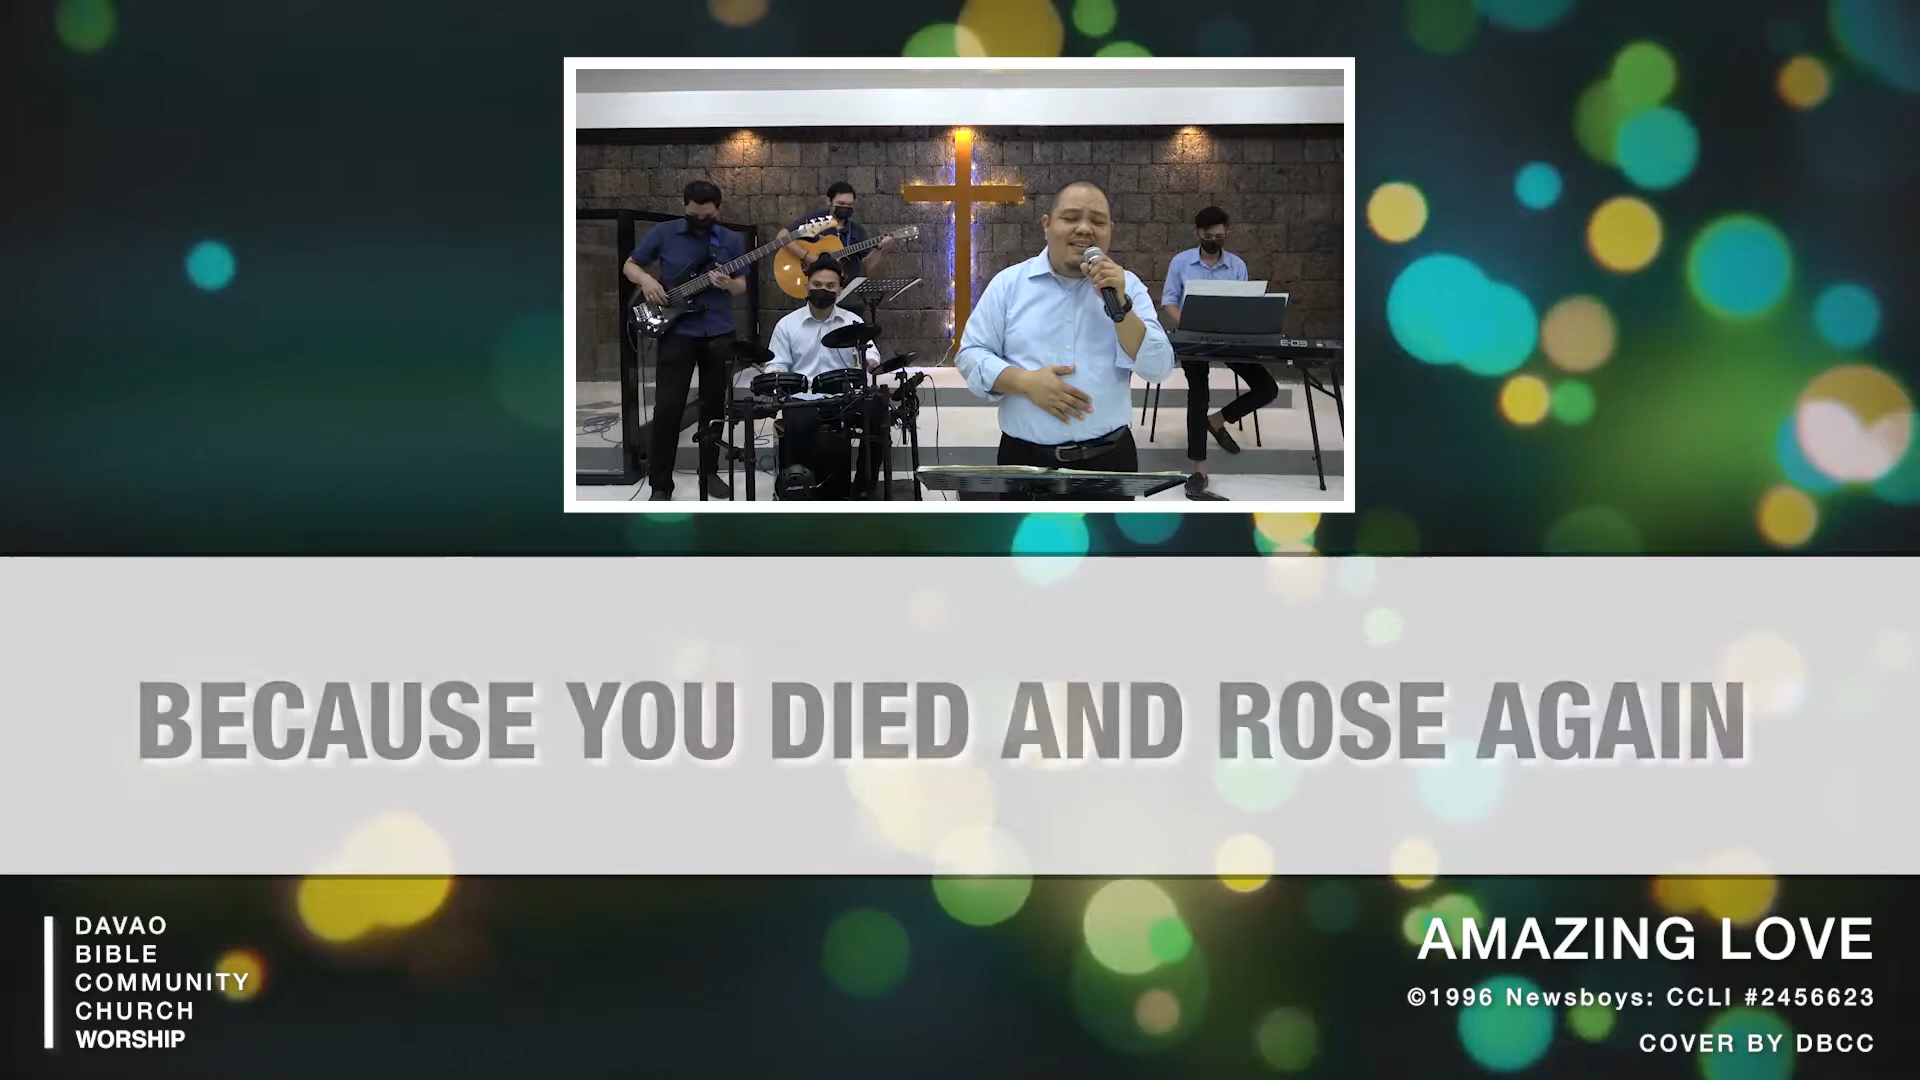 E-09
BECAUSE YOU DIED AND ROSE AGAIN
DAVAO
BIBLE
COMMUNITY
CHURCH
WORSHIP
AMAZING LOVE
©1996 Newsboys: CCLI #2456623
COVER BY DBCC